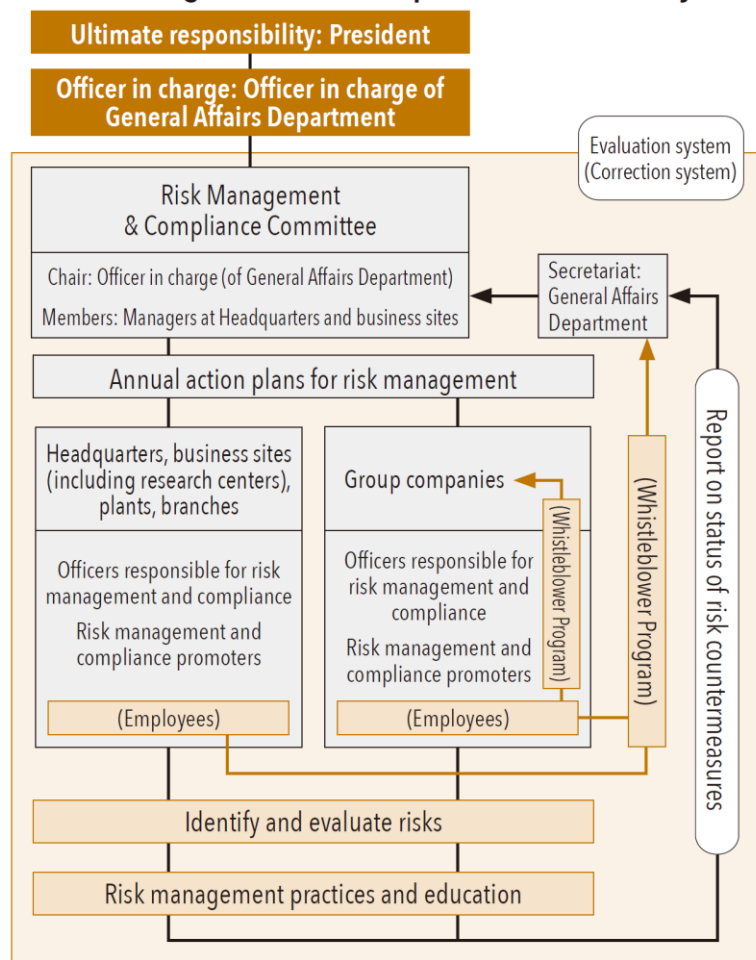 Ultimate responsibility: President
Officer in charge: Officer in charge of
General Affairs Department
Evaluation system
(Correction system)
Risk Management
& Compliance Committee
Chair: Officer in charge (of General Affairs Department)
Members: Managers at Headquarters and business sites
Secretariat:
General Affairs
Department
Annual action plans for risk management
Headquarters, business sites
(including research centers),
plants, branches
Officers responsible for risk
management and compliance
Risk management and
compliance promoters
(Employees)
Group companies
(Whistleblower Program)
Officers responsible for
risk management and
compliance
Risk management and
compliance promoters
(Employees)
(Whistleblower Program)
Report on status of risk countermeasures
Identify and evaluate risks
Risk management practices and education